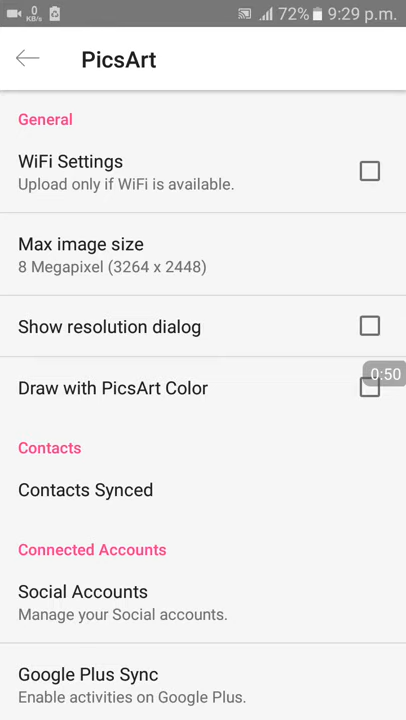 0 KB/s 72% 9:29 p.m.
PicsArt
General
WiFi Settings
Upload only if WiFi is available.
Max image size
8 Megapixel (3264 x 2448)
Show resolution dialog
0:50
Draw with PicsArt Color
Contacts
Contacts Synced
Connected Accounts
Social Accounts
Manage your Social accounts.
Google Plus Sync
Enable activities on Google Plus.